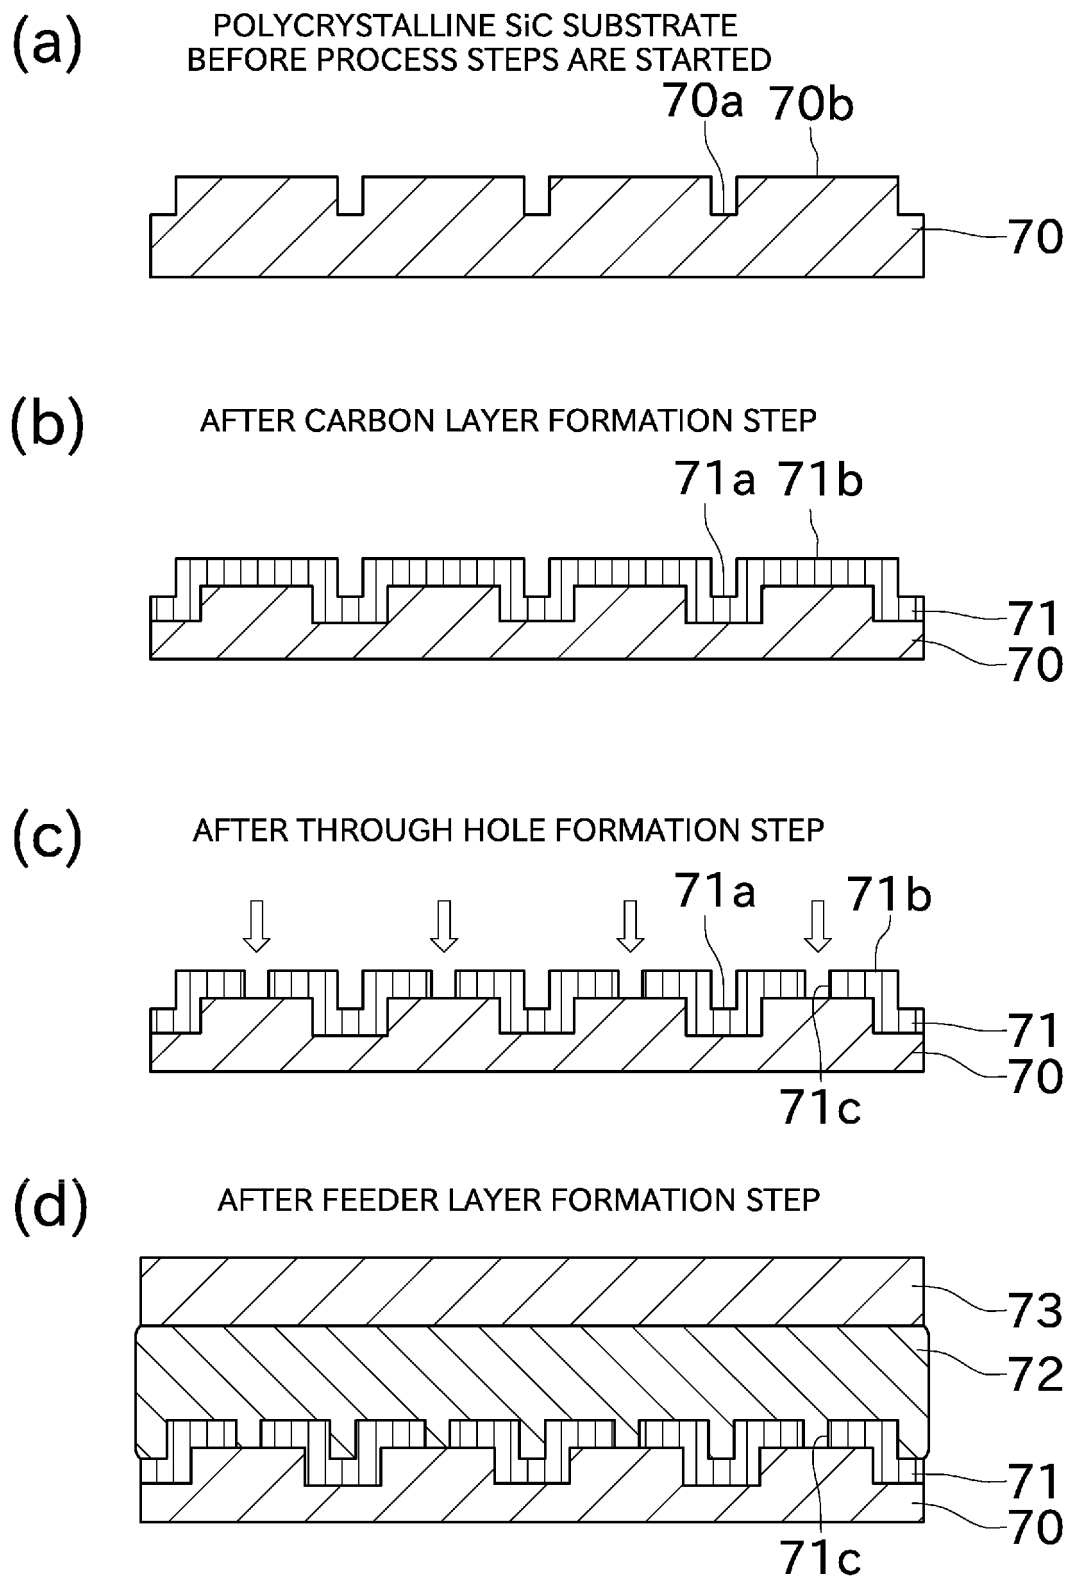 (a)
POLYCRYSTALLINE SiC SUBSTRATE
BEFORE PROCESS STEPS ARE STARTED
70a 70b
70
(b)
AFTER CARBON LAYER FORMATION STEP
71a 71b
71
70
(c)
AFTER THROUGH HOLE FORMATION STEP
71a 71b
71
70
71c
(d)
AFTER FEEDER LAYER FORMATION STEP
73
72
71
70
71c